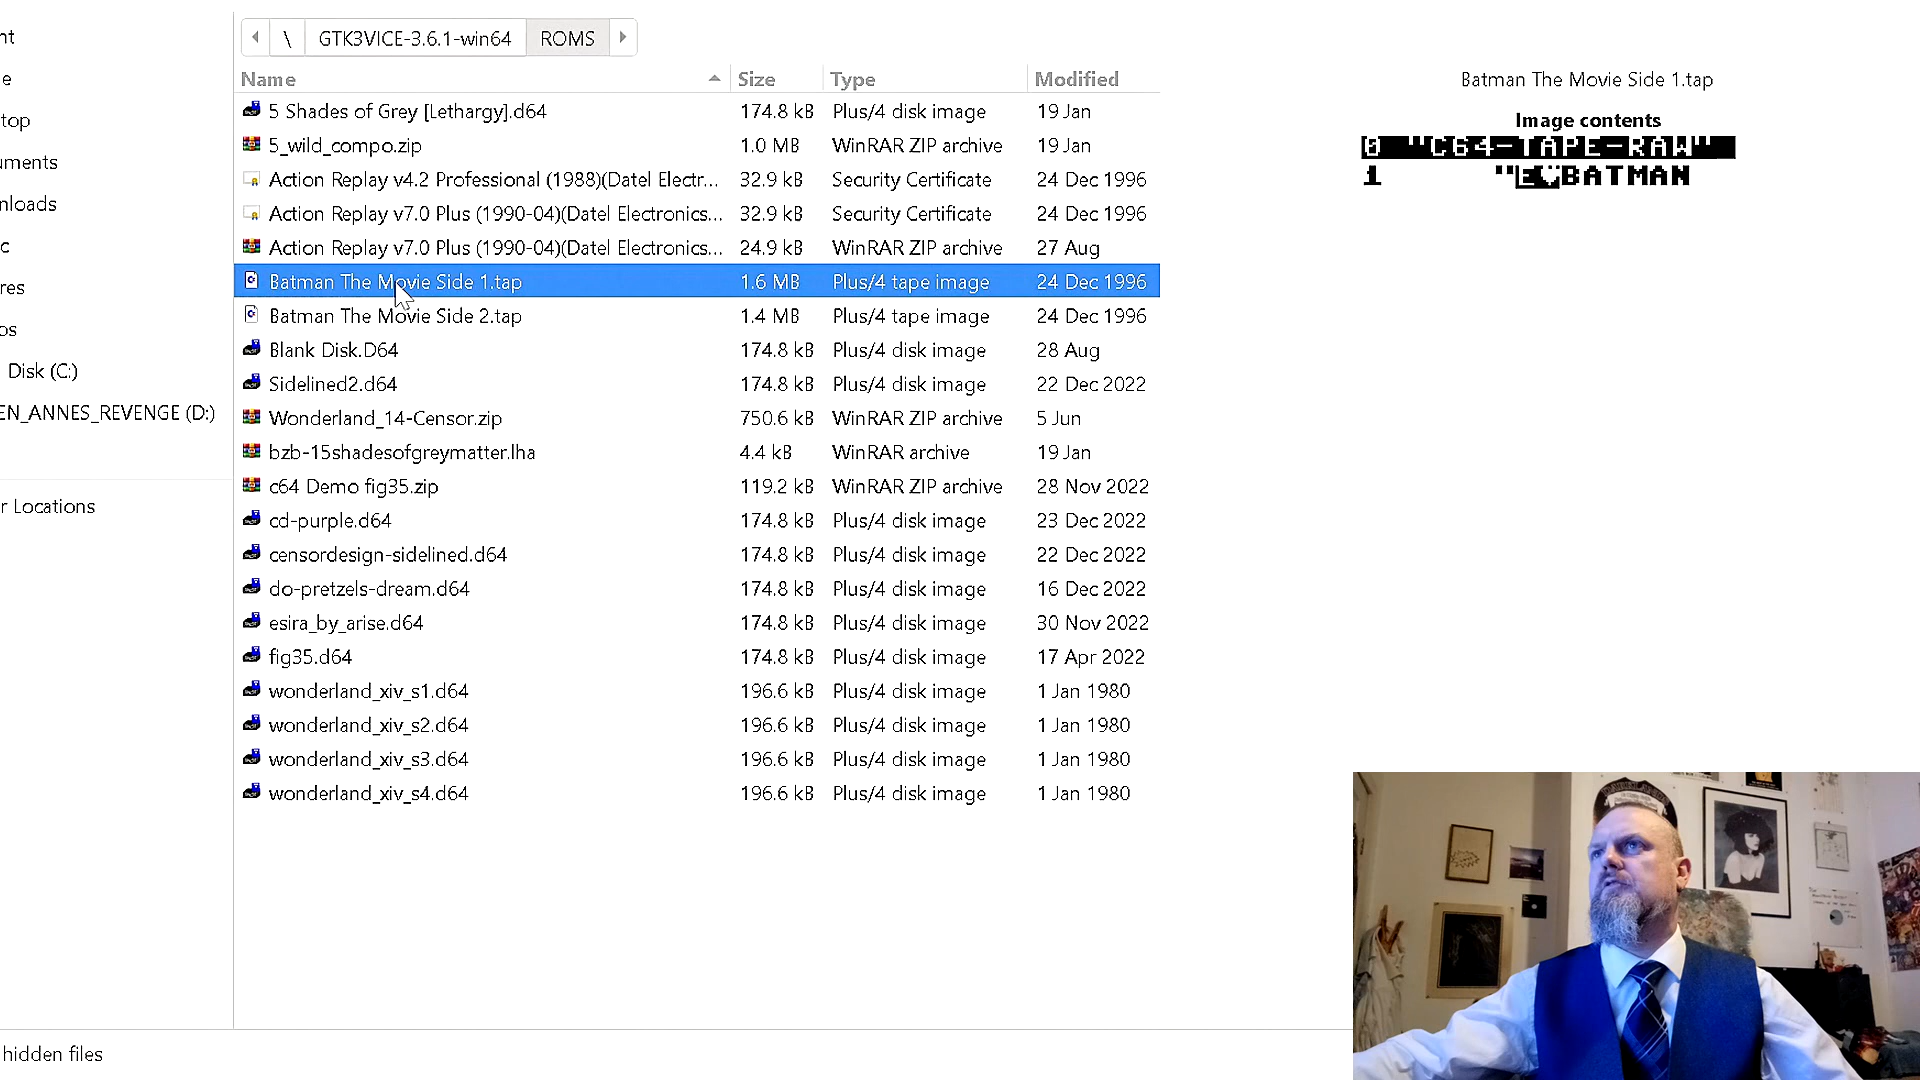 nt
e
top
uments
nloads
c
res
os
Disk (C:)
EN_ANNES_REVENGE (D:)
r Locations
hidden files
\ GTK3VICE-3.6.1-win64 ROMS
Name Size Type Modified
5 Shades of Grey [Lethargy].d64 174.8 kB Plus/4 disk image 19 Jan
5_wild_compo.zip 1.0 MB WinRAR ZIP archive 19 Jan
Action Replay v4.2 Professional (1988)(Datel Electr... 32.9 kB Security Certificate 24 Dec 1996
Action Replay v7.0 Plus (1990-04)(Datel Electronics... 32.9 kB Security Certificate 24 Dec 1996
Action Replay v7.0 Plus (1990-04)(Datel Electronics... 24.9 kB WinRAR ZIP archive 27 Aug
Batman The Movie Side 1.tap 1.6 MB Plus/4 tape image 24 Dec 1996
Batman The Movie Side 2.tap 1.4 MB Plus/4 tape image 24 Dec 1996
Blank Disk.D64 174.8 kB Plus/4 disk image 28 Aug
Sidelined2.d64 174.8 kB Plus/4 disk image 22 Dec 2022
Wonderland_14-Censor.zip 750.6 kB WinRAR ZIP archive 5 Jun
bzb-15shadesofgreymatter.lha 4.4 kB WinRAR archive 19 Jan
c64 Demo fig35.zip 119.2 kB WinRAR ZIP archive 28 Nov 2022
cd-purple.d64 174.8 kB Plus/4 disk image 23 Dec 2022
censordesign-sidelined.d64 174.8 kB Plus/4 disk image 22 Dec 2022
do-pretzels-dream.d64 174.8 kB Plus/4 disk image 16 Dec 2022
esira_by_arise.d64 174.8 kB Plus/4 disk image 30 Nov 2022
fig35.d64 174.8 kB Plus/4 disk image 17 Apr 2022
wonderland_xiv_s1.d64 196.6 kB Plus/4 disk image 1 Jan 1980
wonderland_xiv_s2.d64 196.6 kB Plus/4 disk image 1 Jan 1980
wonderland_xiv_s3.d64 196.6 kB Plus/4 disk image 1 Jan 1980
wonderland_xiv_s4.d64 196.6 kB Plus/4 disk image 1 Jan 1980
Batman The Movie Side 1.tap
Image contents
0 "C64-TAPE-RAW"
1 "E♥BATMAN